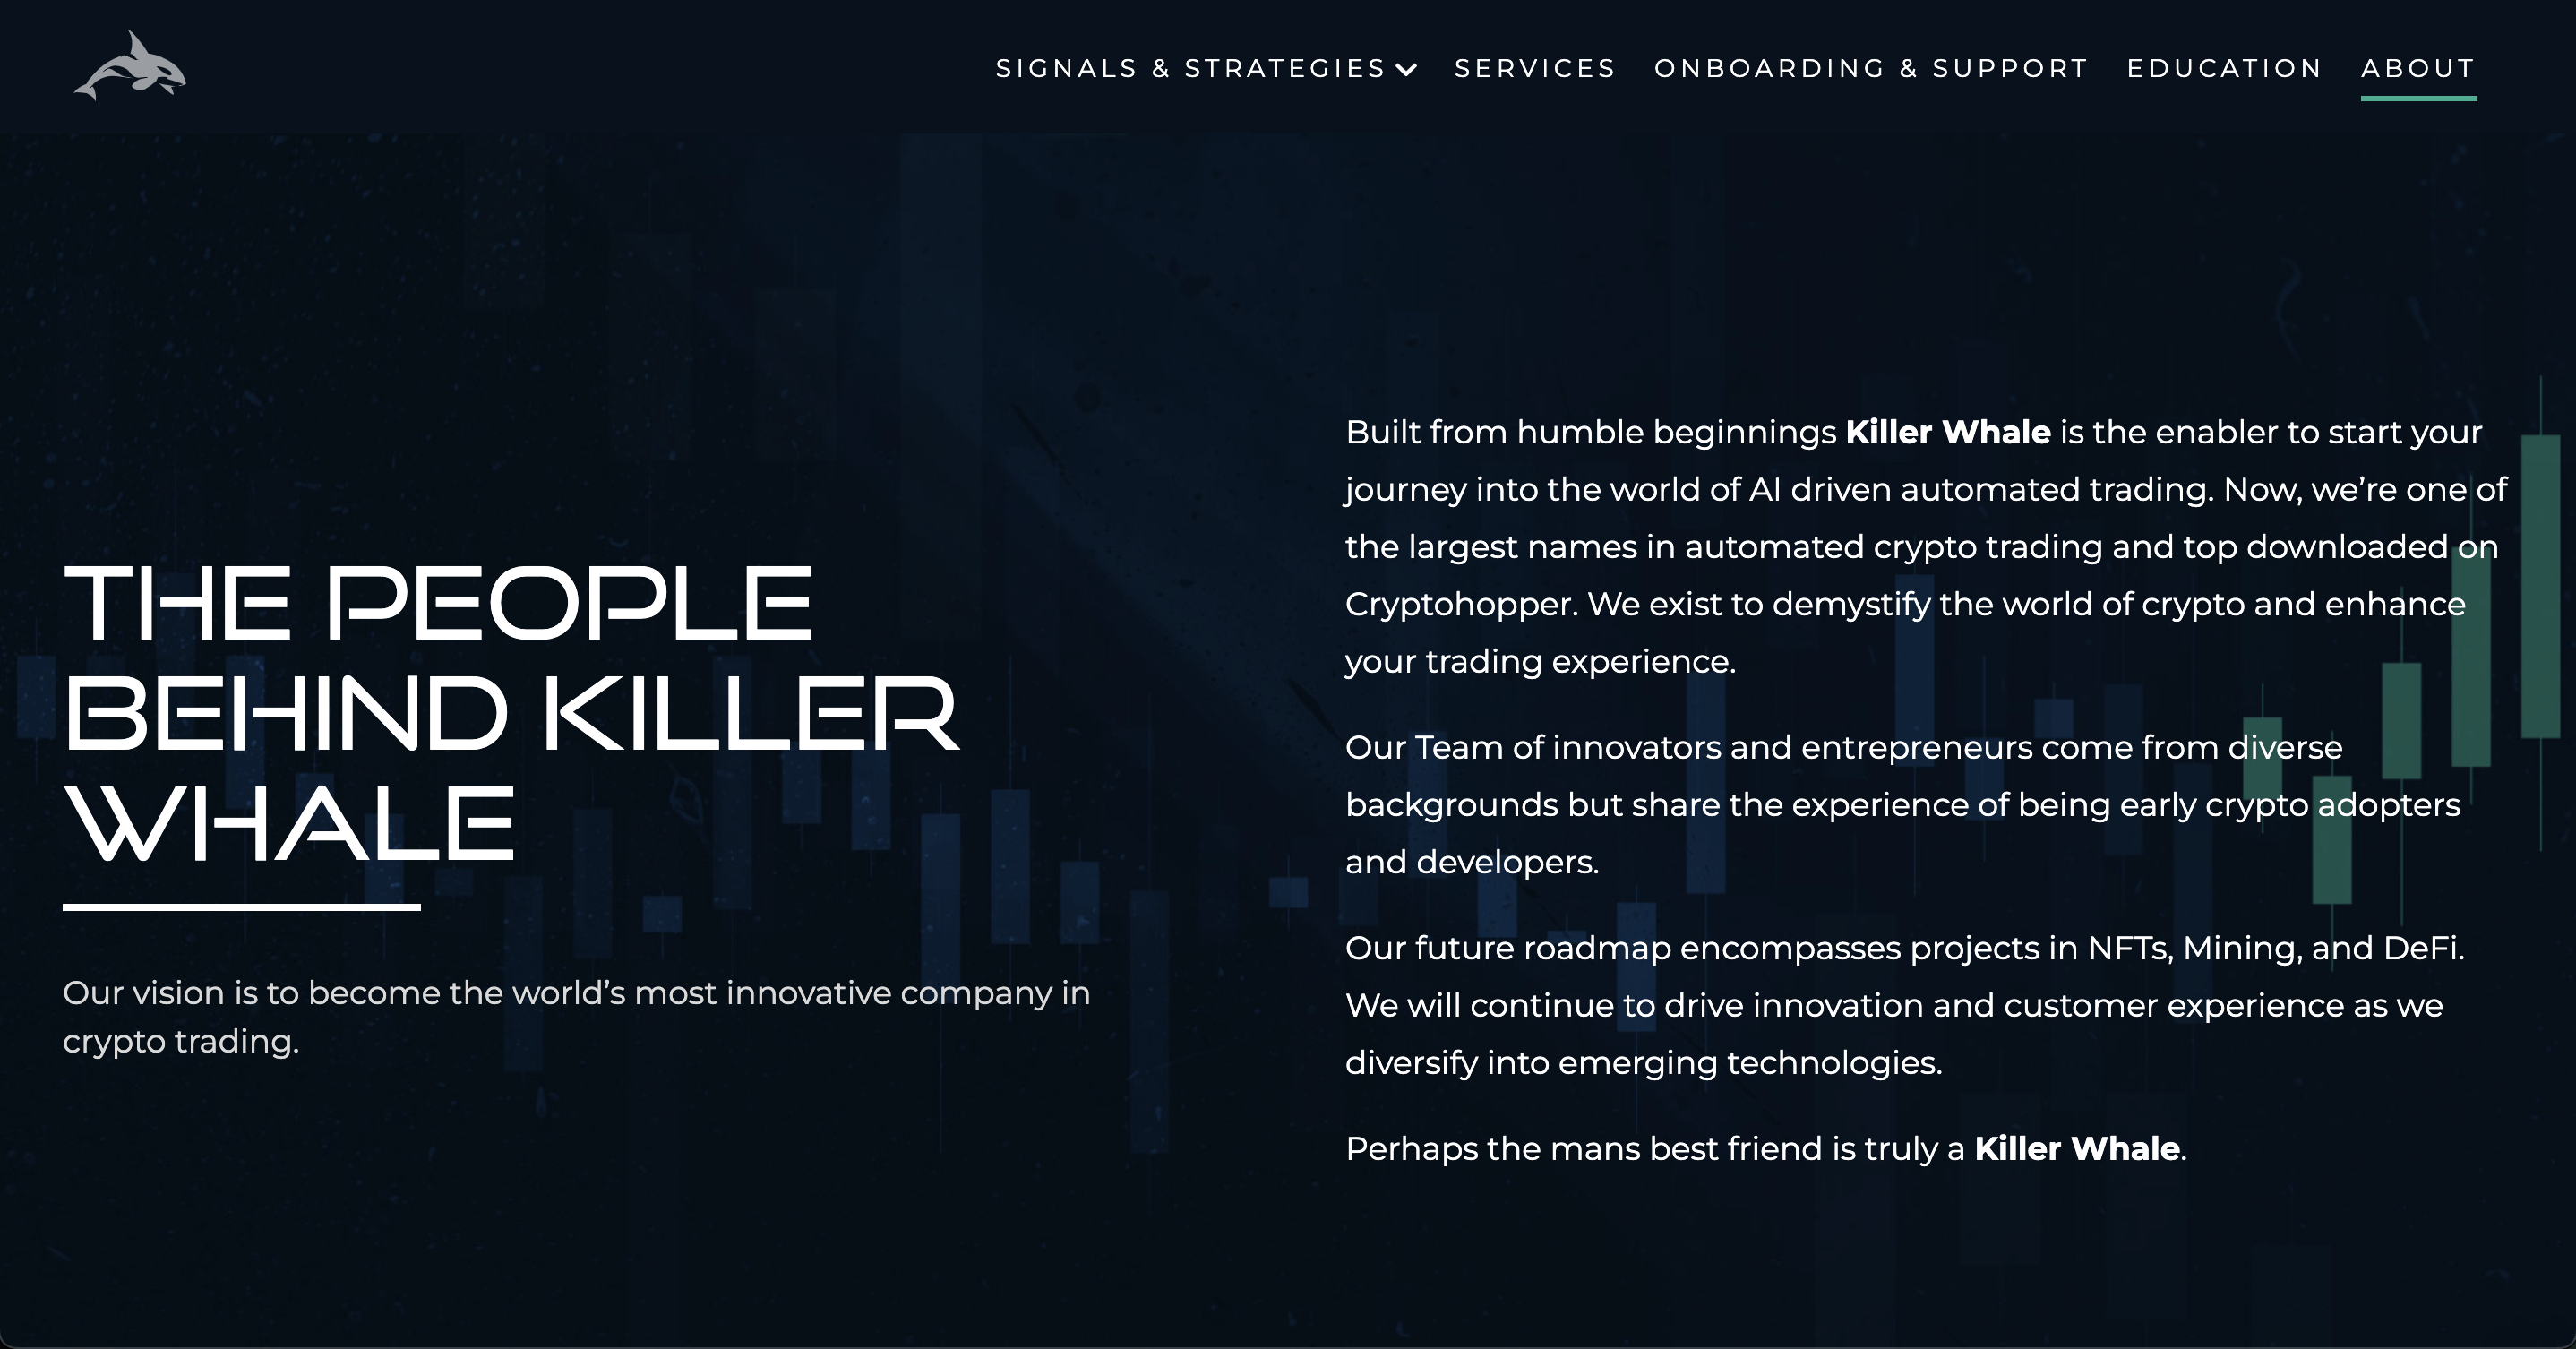 SIGNALS & STRATEGIES SERVICES ONBOARDING & SUPPORT EDUCATION ABOUT
THE PEOPLE
BEHIND KILLER
WHALE
Our vision is to become the world’s most innovative company in
crypto trading.
Built from humble beginnings Killer Whale is the enabler to start your
journey into the world of AI driven automated trading. Now, we’re one of
the largest names in automated crypto trading and top downloaded on
Cryptohopper. We exist to demystify the world of crypto and enhance
your trading experience.
Our Team of innovators and entrepreneurs come from diverse
backgrounds but share the experience of being early crypto adopters
and developers.
Our future roadmap encompasses projects in NFTs, Mining, and DeFi.
We will continue to drive innovation and customer experience as we
diversify into emerging technologies.
Perhaps the mans best friend is truly a Killer Whale.